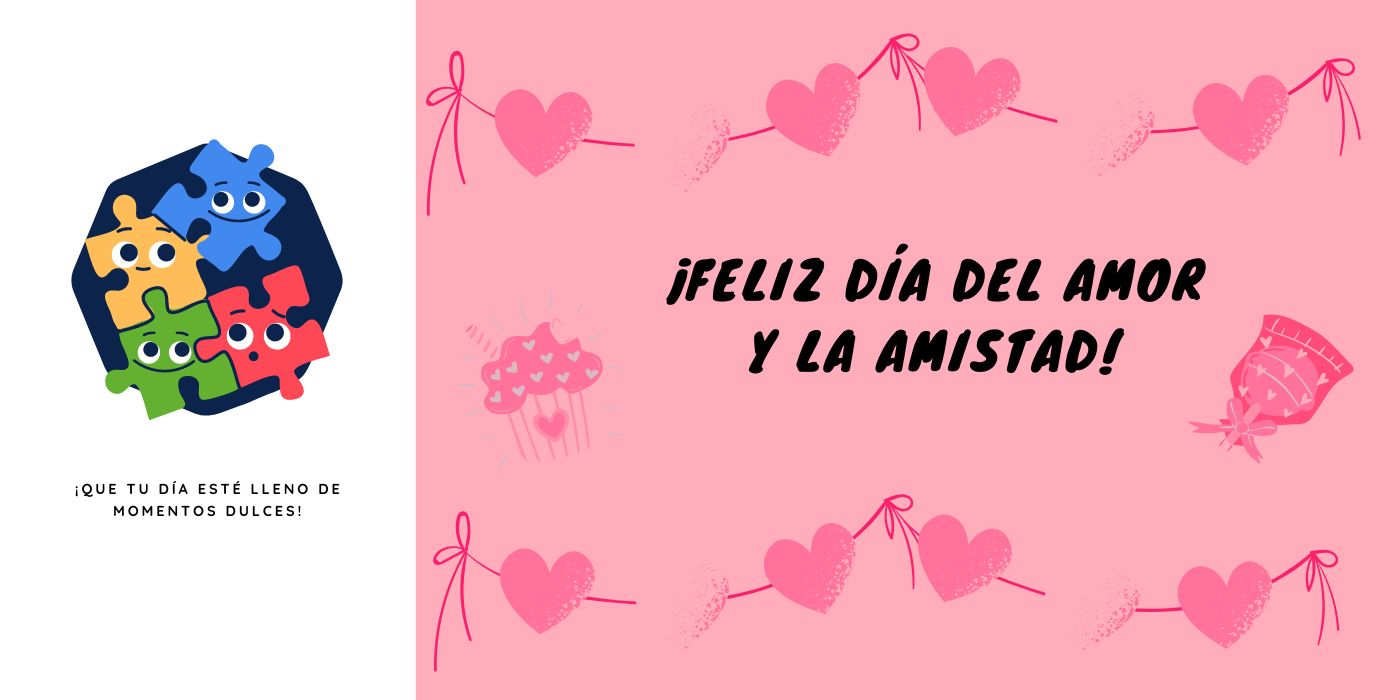 ¡QUE TU DÍA ESTÉ LLENO DE
MOMENTOS DULCES!
¡FELIZ DÍA DEL AMOR
Y LA AMISTAD!